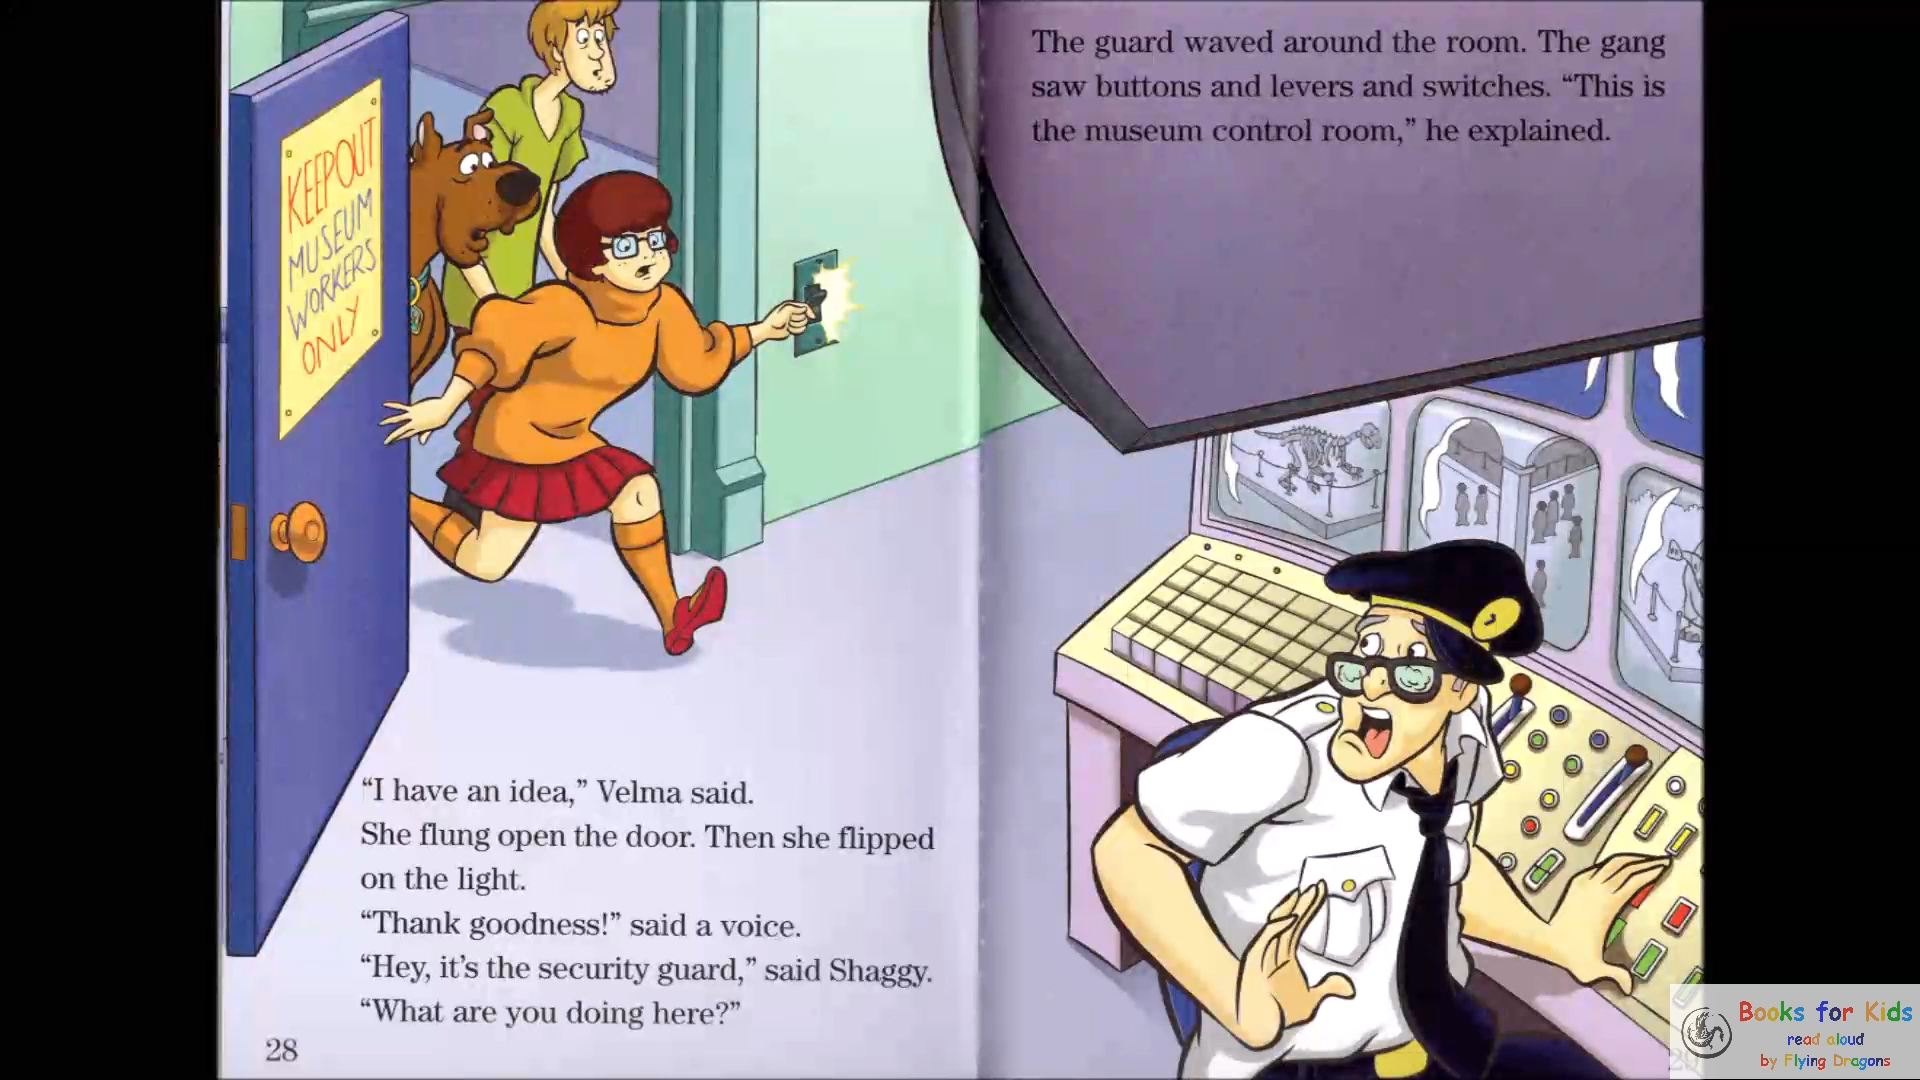 KEEP OUT
MUSEUM
WORKERS
ONLY
“I have an idea,” Velma said.
She flung open the door. Then she flipped
on the light.
“Thank goodness!” said a voice.
“Hey, it’s the security guard,” said Shaggy.
“What are you doing here?”
28
The guard waved around the room. The gang
saw buttons and levers and switches. “This is
the museum control room,” he explained.
Books for Kids
read aloud
by Flying Dragons